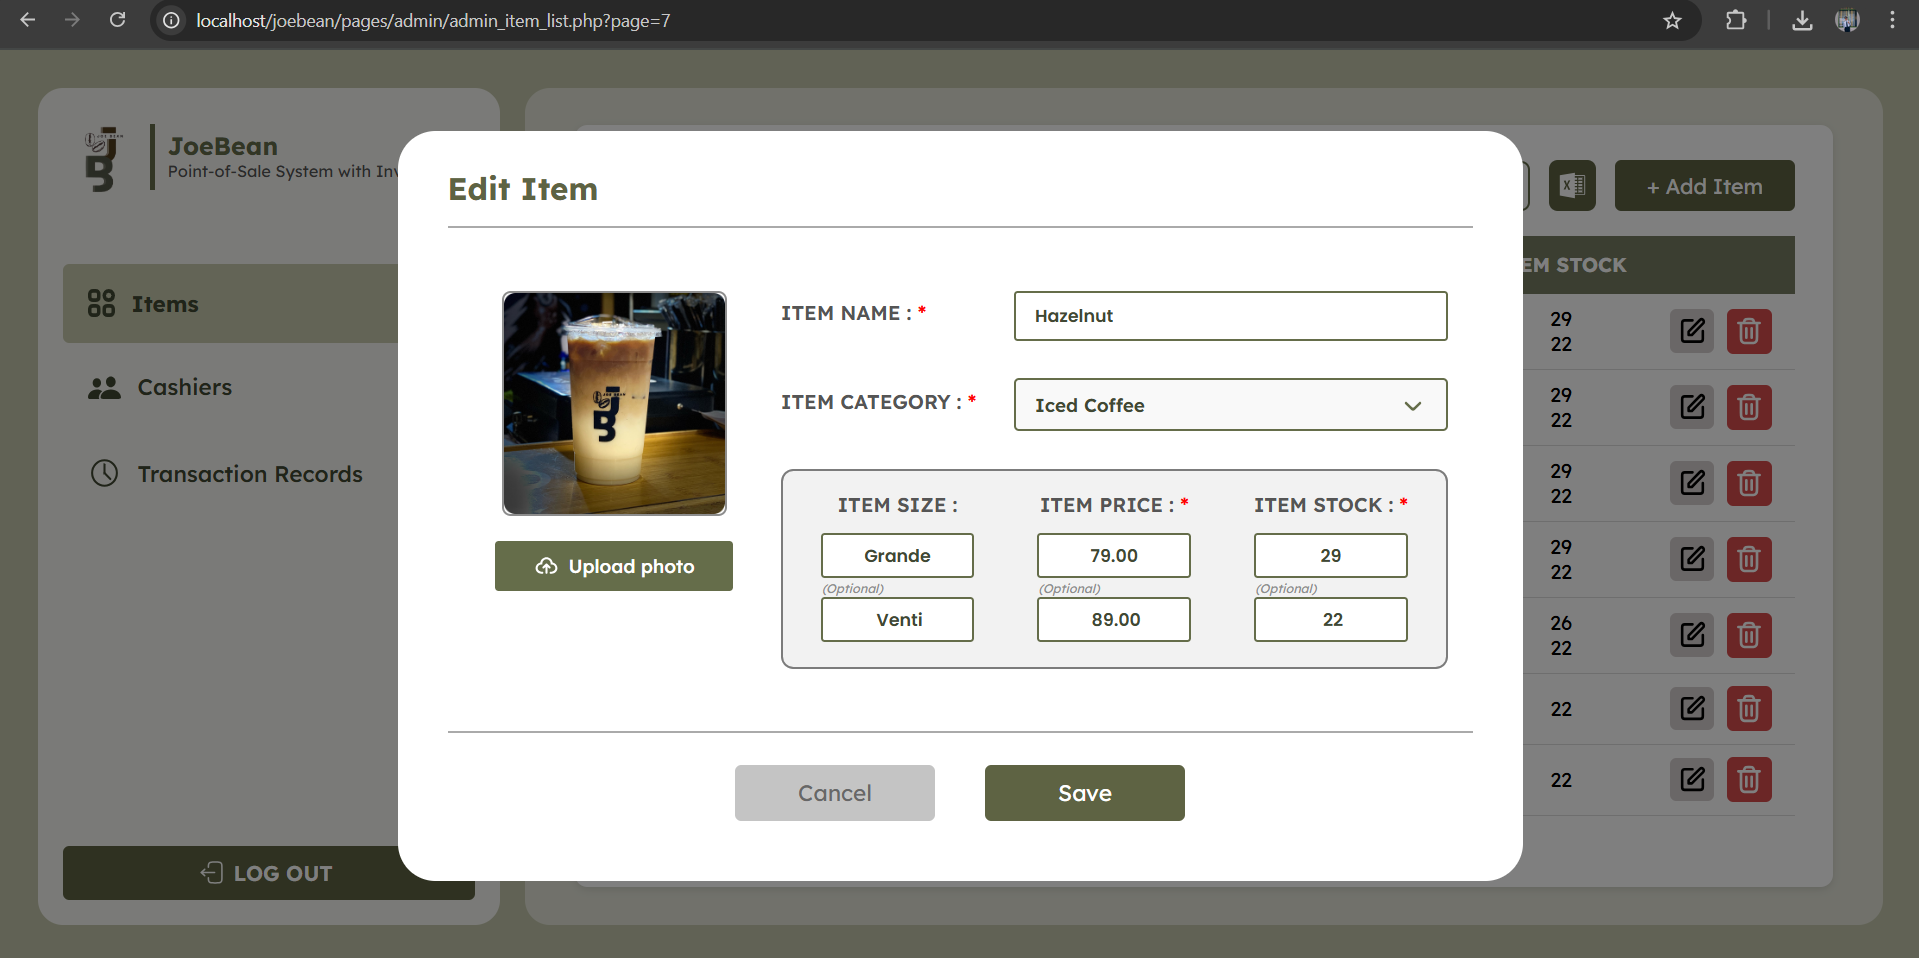 localhost/joebean/pages/admin/admin_item_list.php?page=7
JoeBean
Point-of-Sale System with Inv
Items
Cashiers
Transaction Records
LOG OUT
+ Add Item
EM STOCK
29
22
29
22
29
22
29
22
26
22
22
22
Edit Item
Upload photo
ITEM NAME : *
Hazelnut
ITEM CATEGORY : *
Iced Coffee
ITEM SIZE : ITEM PRICE : * ITEM STOCK : *
Grande 79.00 29
(Optional) (Optional) (Optional)
Venti 89.00 22
Cancel Save